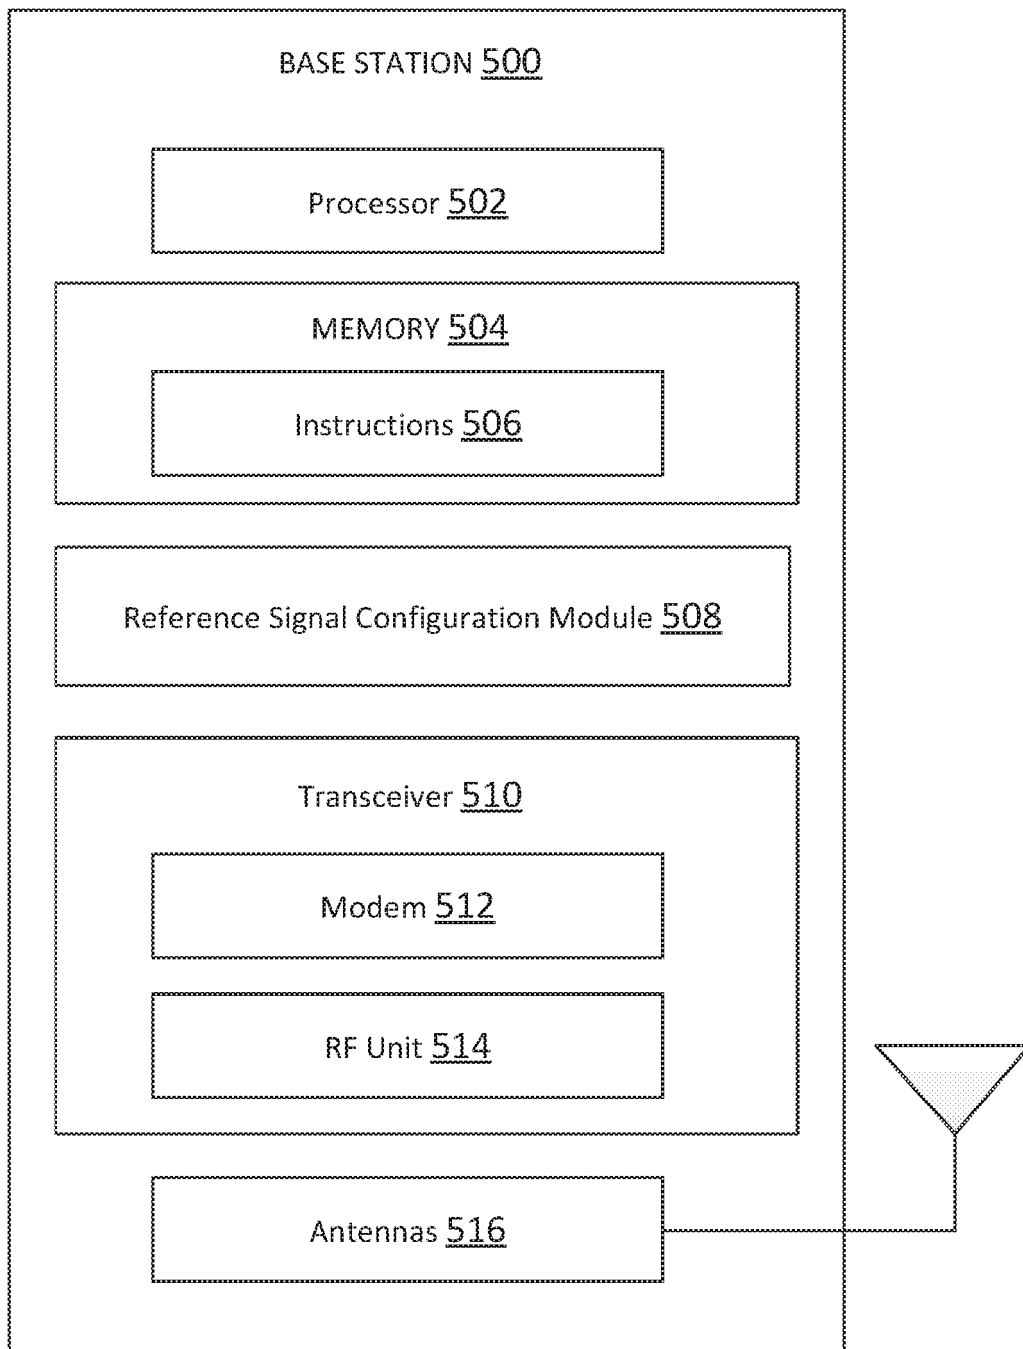 BASE STATION 500
Processor 502
MEMORY 504
Instructions 506
Reference Signal Configuration Module 508
Transceiver 510
Modem 512
RF Unit 514
Antennas 516